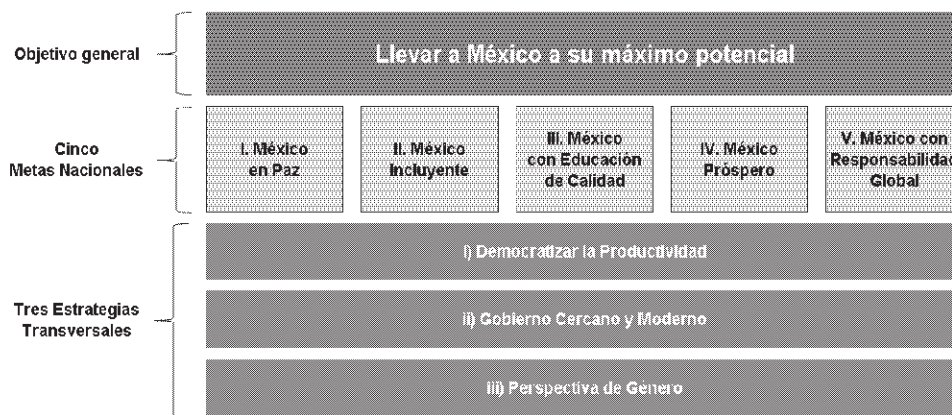 Objetivo general
Llevar a México a su máximo potencial
Cinco
Metas Nacionales
I. México
en Paz
II. México
Incluyente
III. México
con Educación
de Calidad
IV. México
Próspero
V. México con
Responsabilidad
Global
Tres Estrategias
Transversales
i) Democratizar la Productividad
ii) Gobierno Cercano y Moderno
iii) Perspectiva de Género